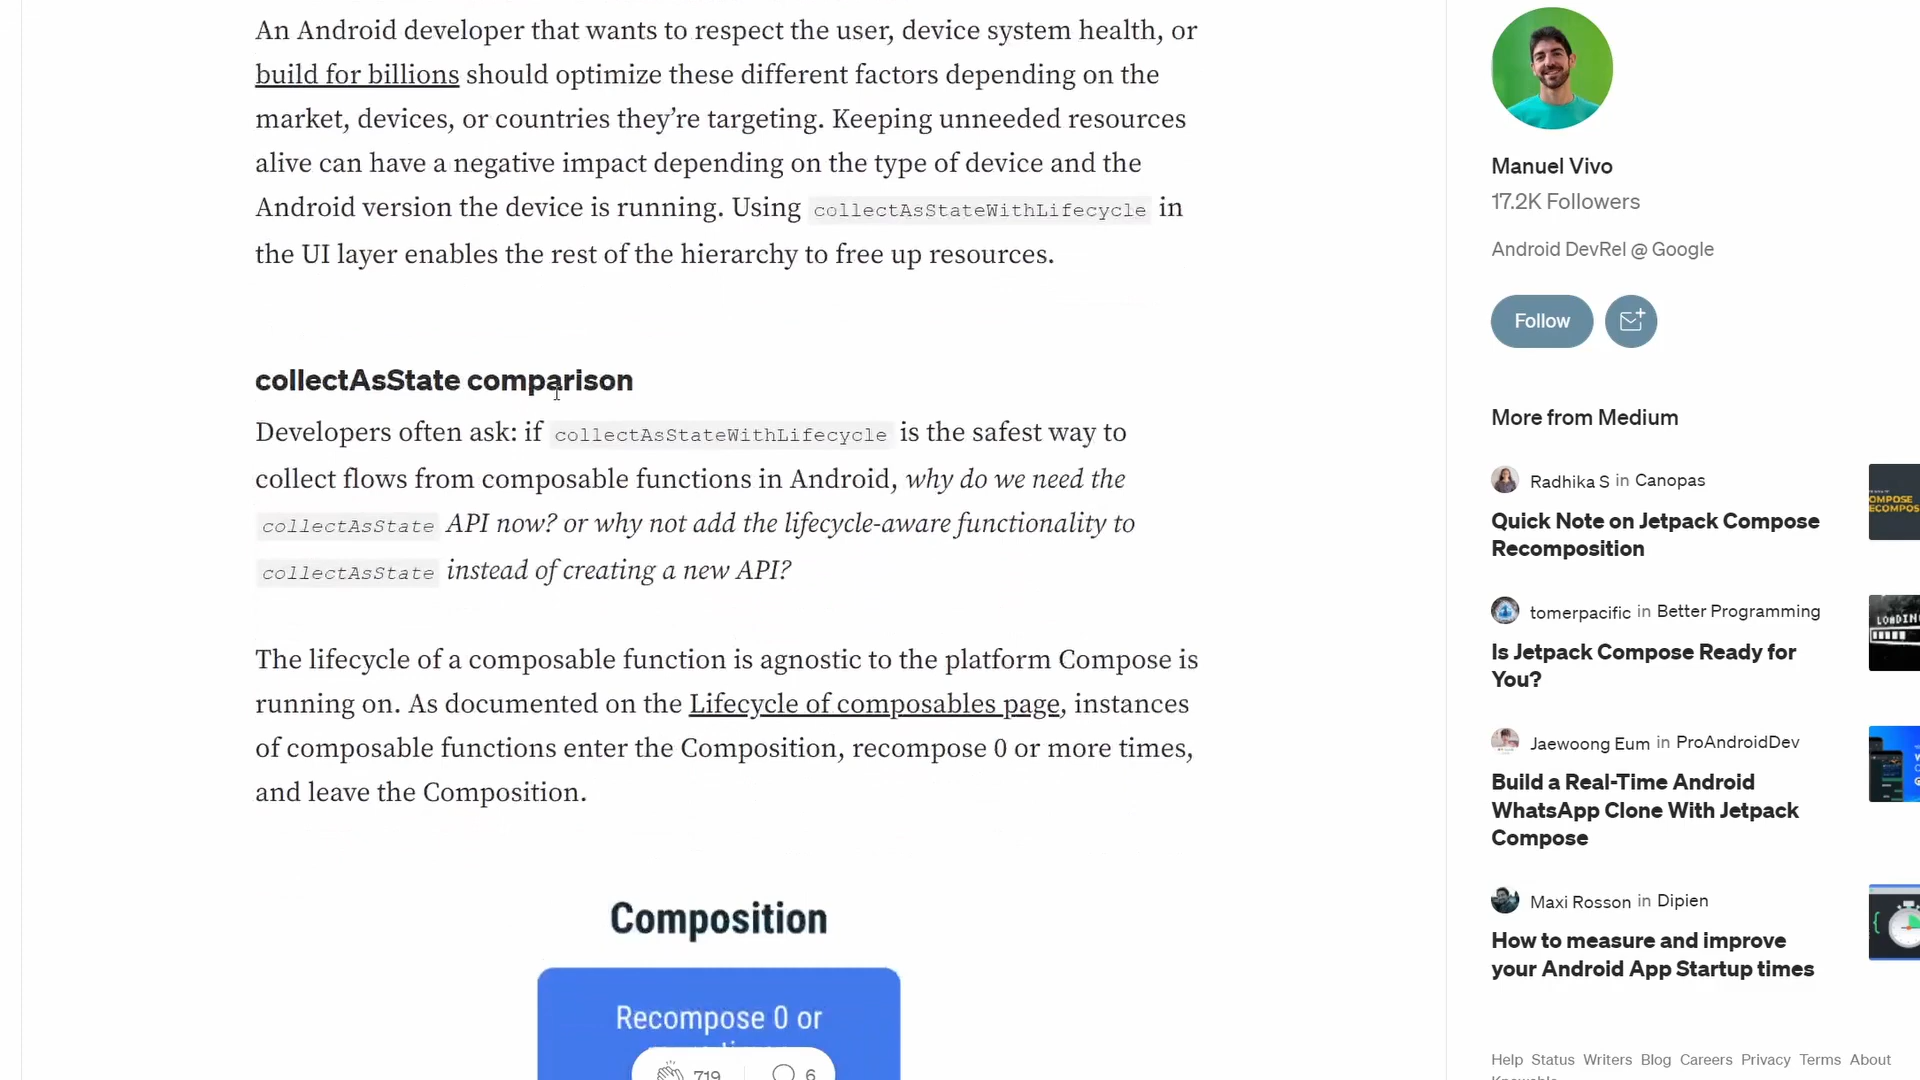 An Android developer that wants to respect the user, device system health, or
build for billions should optimize these different factors depending on the
market, devices, or countries they’re targeting. Keeping unneeded resources
alive can have a negative impact depending on the type of device and the
Android version the device is running. Using collectAsStateWithLifecycle in
the UI layer enables the rest of the hierarchy to free up resources.
collectAsState comparison
Developers often ask: if collectAsStateWithLifecycle is the safest way to
collect flows from composable functions in Android, why do we need the
collectAsState API now? or why not add the lifecycle-aware functionality to
collectAsState instead of creating a new API?
The lifecycle of a composable function is agnostic to the platform Compose is
running on. As documented on the Lifecycle of composables page, instances
of composable functions enter the Composition, recompose 0 or more times,
and leave the Composition.
Composition
Recompose 0 or
719
6
Manuel Vivo
17.2K Followers
Android DevRel @ Google
Follow
More from Medium
Radhika S in Canopas
Quick Note on Jetpack Compose
Recomposition
tomerpacific in Better Programming
Is Jetpack Compose Ready for
You?
Jaewoong Eum in ProAndroidDev
Build a Real-Time Android
WhatsApp Clone With Jetpack
Compose
Maxi Rosson in Dipien
How to measure and improve
your Android App Startup times
Help Status Writers Blog Careers Privacy Terms About